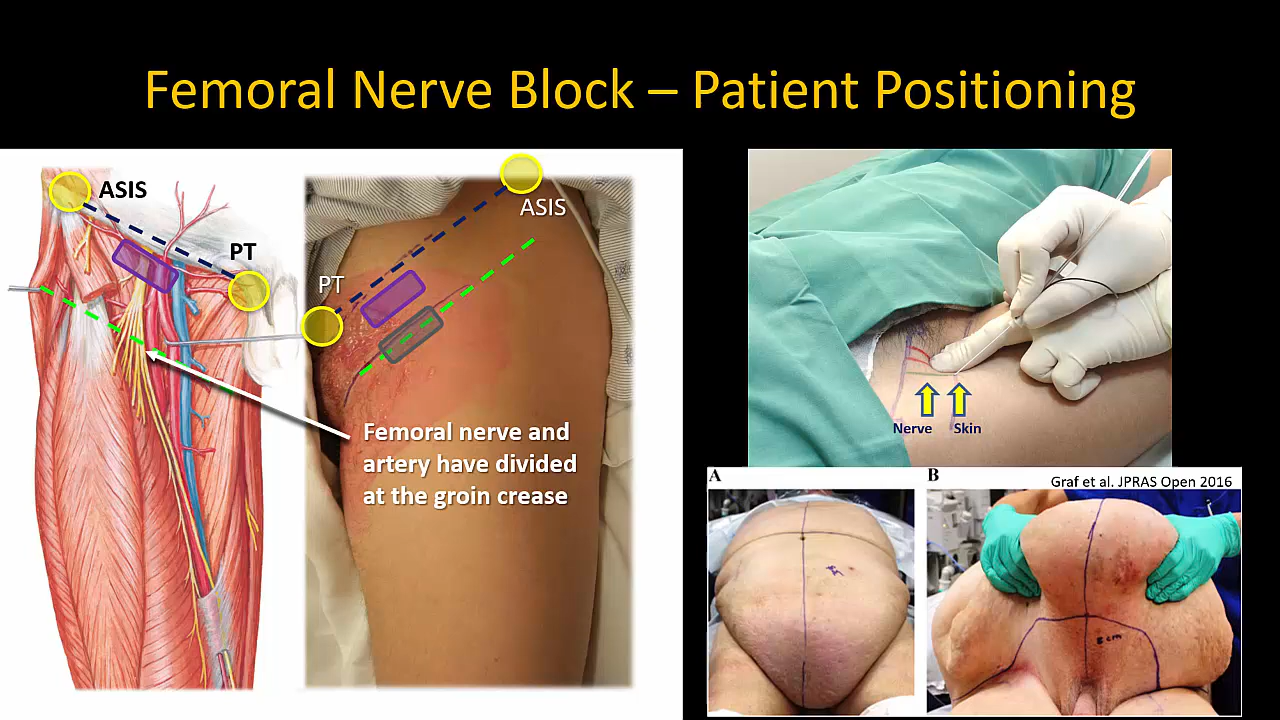 Femoral Nerve Block – Patient Positioning
ASIS
PT
ASIS
PT
Femoral nerve and
artery have divided
at the groin crease
Nerve Skin
A
B
Graf et al. JPRAS Open 2016
8 cm